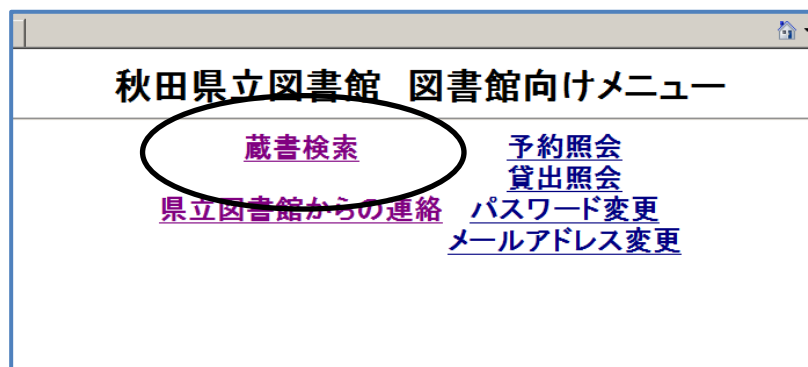 秋田県立図書館　図書館向けメニュー
蔵書検索　予約照会
貸出照会
県立図書館からの連絡　パスワード変更
メールアドレス変更